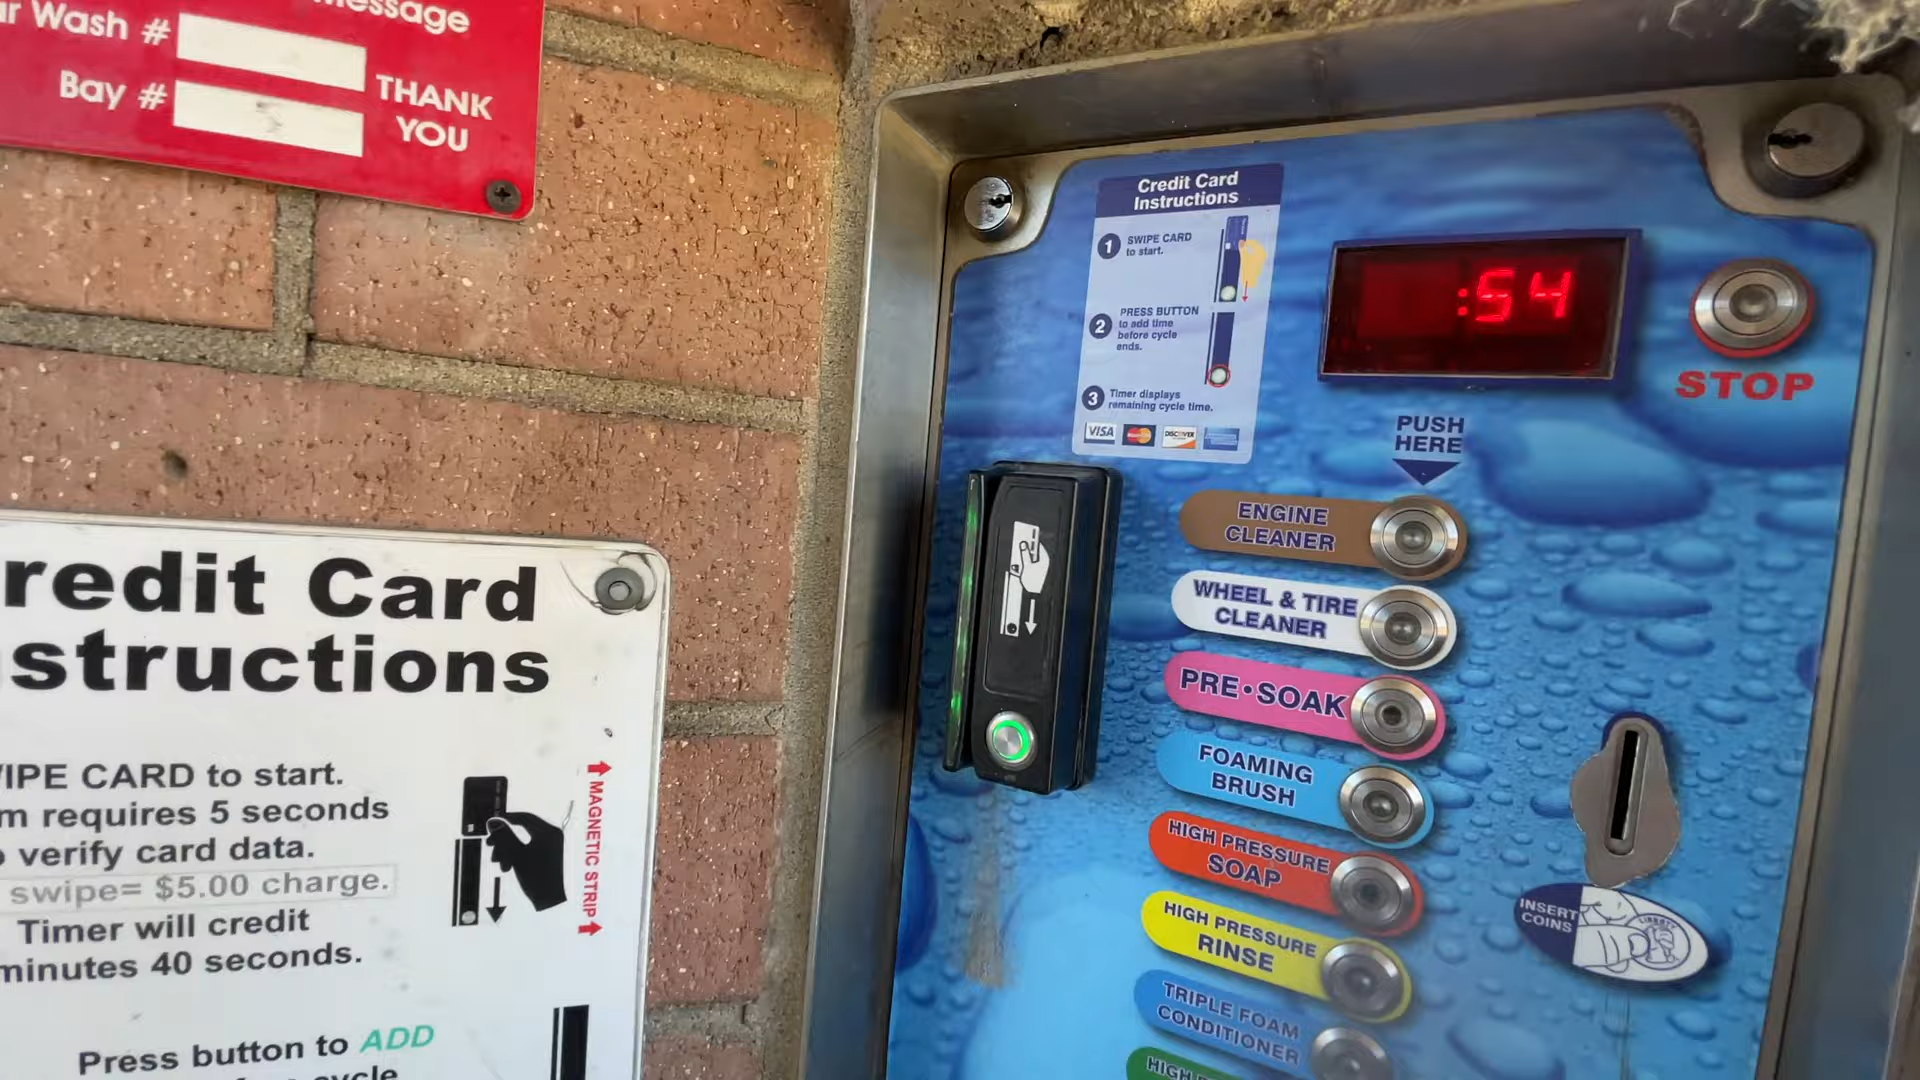 Message
r Wash #
Bay #
THANK
YOU
redit Card
structions
IPE CARD to start.
m requires 5 seconds
verify card data.
swipe= $5.00 charge.
Timer will credit
minutes 40 seconds.
MAGNETIC STRIP
Press button to ADD
cycle
Credit Card
Instructions
1 SWIPE CARD
to start.
2 PRESS BUTTON
to add time
before cycle
ends.
3 Timer displays
remaining cycle time.
VISA
DISCOVER
:54
STOP
PUSH
HERE
ENGINE
CLEANER
WHEEL & TIRE
CLEANER
PRE•SOAK
FOAMING
BRUSH
HIGH PRESSURE
SOAP
HIGH PRESSURE
RINSE
TRIPLE FOAM
CONDITIONER
HIGH
INSERT
COINS
LIBERTY